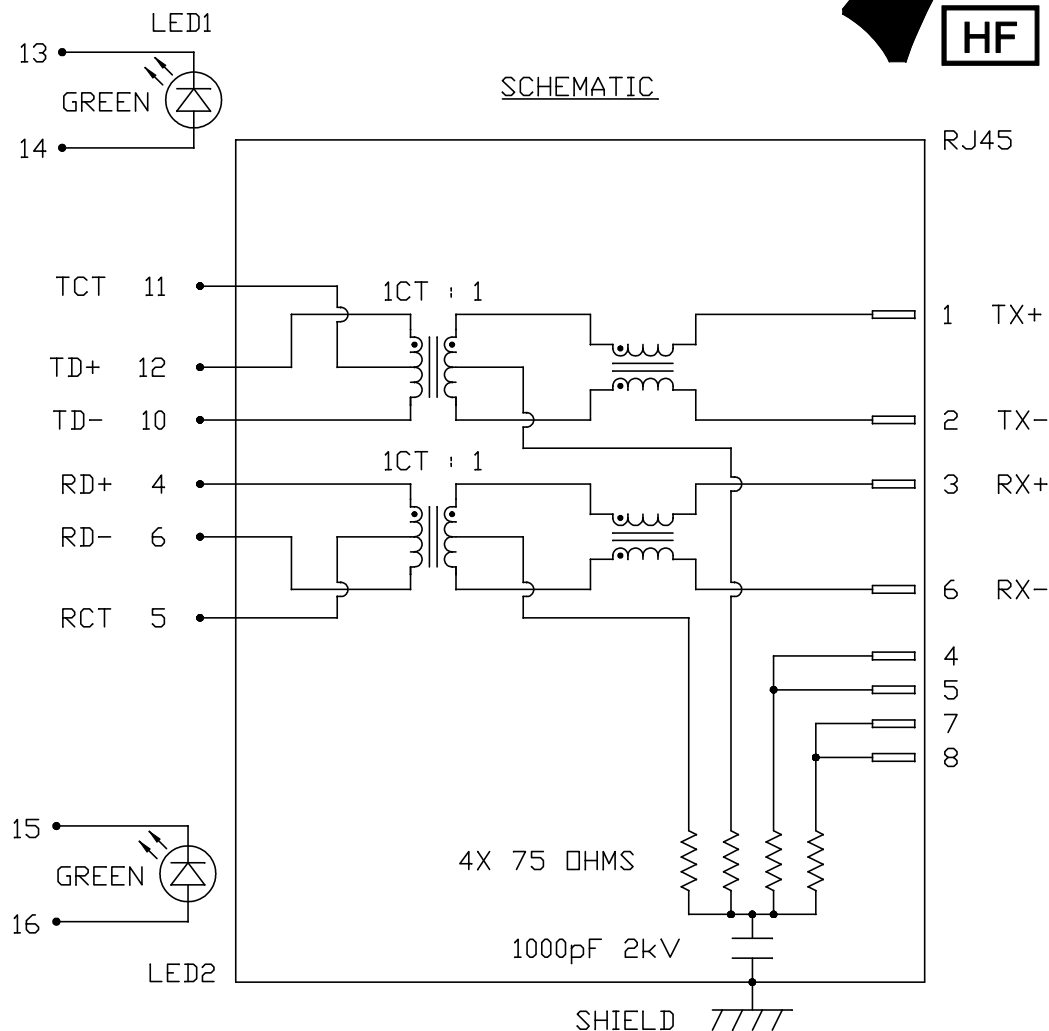 LED1
HF
13
GREEN
SCHEMATIC
14
RJ45
TCT 11
1CT : 1
1 TX+
TD+ 12
TD- 10
2 TX-
1CT : 1
RD+ 4
3 RX+
RD- 6
6 RX-
RCT 5
4
5
7
8
15
4X 75 OHMS
GREEN
16
1000pF 2kV
LED2
SHIELD